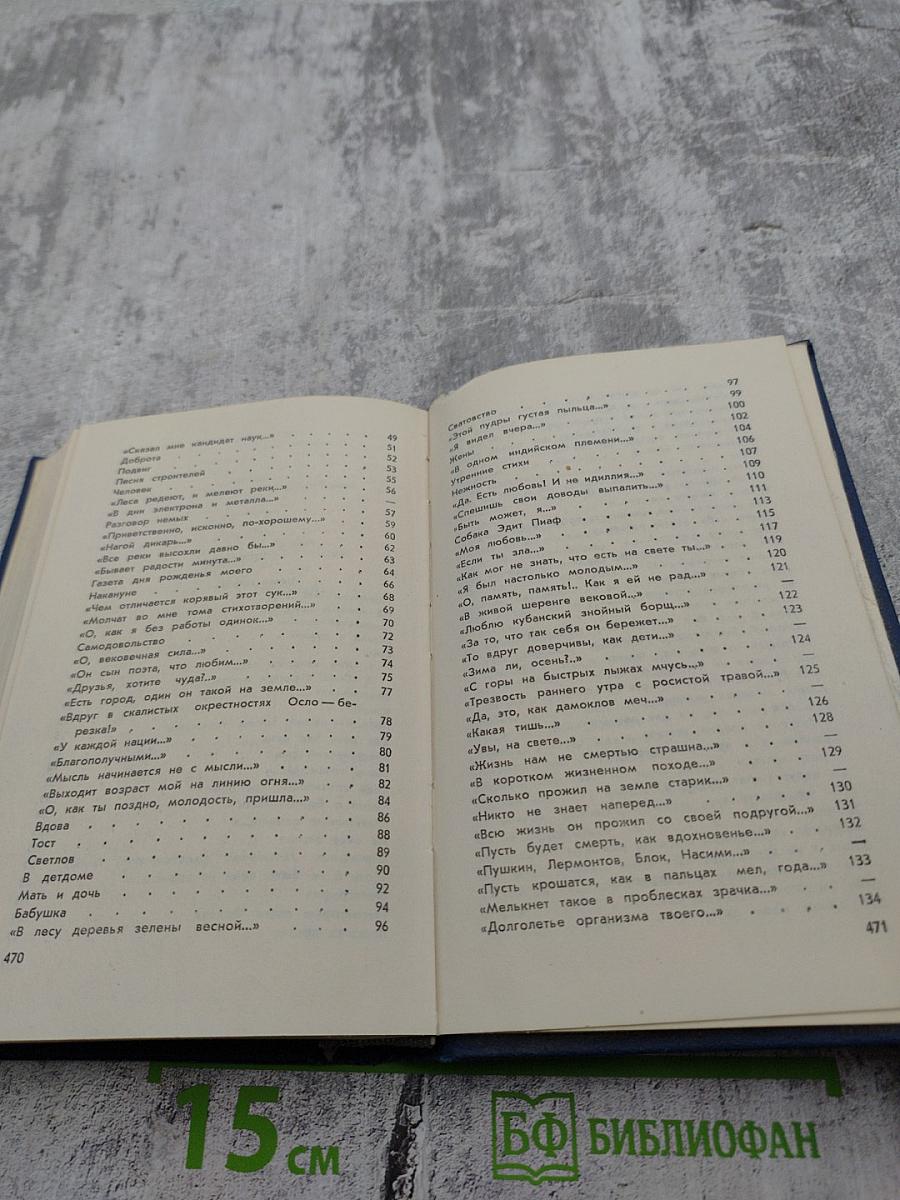 «Сказал мне кандидат наук...» . . . . . 49
Доброта . . . . . . . . . 51
Подвиг . . . . . . . . . 52
Песня строителей . . . . . . . 53
Человек . . . . . . . . . 55
«Леса редеют, и мелеют реки...» . . . . 56
«В дни электрона и металла...» . . . .
Разговор немых . . . . . . . 57
«Приветственно, исконно, по-хорошему...» . . 59
«Нагой дикарь...» . . . . . . . 60
«Все реки высохли давно бы...» . . . . 62
«Бывает радости минута...» . . . . . 63
Газета дня рожденья моего . . . . . 64
Накануне . . . . . . . . . 66
«Чем отличается корявый этот сук...» . . . 68
«Молчат во мне тома стихотворений...» . . 69
«О, как я без работы одинок...» . . . . 70
Самодовольство . . . . . . . 72
«О, вековечная сила...» . . . . . . 73
«Он сын поэта, что любим...» . . . . . 74
«Друзья, хотите чуда?..» . . . . . . 75
«Есть город, один он такой на земле...» . . 77
«Вдруг в скалистых окрестностях Осло — бе-
резка!» . . . . . . . . . 78
«У каждой нации...» . . . . . . . 79
«Благополучными...» . . . . . . . 80
«Мысль начинается не с мысли...» . . . . 81
«Выходит возраст мой на линию огня...» . . 82
«О, как ты поздно, молодость, пришла...» . . 84
Вдова . . . . . . . . . . 86
Тост . . . . . . . . . . 88
Светлов . . . . . . . . . 89
В детдоме . . . . . . . . . 90
Мать и дочь . . . . . . . . 92
Бабушка . . . . . . . . . 94
«В лесу деревья зелены весной...» . . . 96
470
Сватовство . . . . . . . . 97
«Этой пудры густая пыльца...» . . . . 99
«Я видел вчера...» . . . . . . . 100
Жены . . . . . . . . . . 102
«В одном индийском племени...» . . . . 104
Утренние стихи . . . . . . . 106
Нежность . . . . . . . . . 107
«Да. Есть любовь! И не идиллия...» . . . 109
«Спешишь свои доводы выпалить...» . . . 110
«Быть может, я...» . . . . . . . 111
Собака Эдит Пиаф . . . . . . . 113
«Моя любовь...» . . . . . . . 115
«Если ты зла...» . . . . . . . 117
«Как мог не знать, что есть на свете ты...» . 119
«Я был настолько молодым...» . . . . 120
«О, память, память!.. Как я ей не рад...» . . 121
«В живой шеренге вековой...» . . . . . —
«Люблю кубанский знойный борщ...» . . . 122
«За то, что так себя он бережет...» . . . 123
«То вдруг доверчивы, как дети...» . . . . —
«Зима ли, осень?..» . . . . . . . 124
«С горы на быстрых лыжах мчусь...» . . . —
«Трезвость раннего утра с росистой травой...» . 125
«Да, это, как дамоклов меч...» . . . . —
«Какая тишь...» . . . . . . . 126
«Увы, на свете...» . . . . . . . 128
«Жизнь нам не смертью страшна...» . . . —
«В коротком жизненном походе...» . . . 129
«Сколько прожил на земле старик...» . . . —
«Никто не знает наперед...» . . . . . 130
«Всю жизнь он прожил со своей подругой...» . 131
«Пусть будет смерть, как вдохновенье...» . . 132
«Пушкин, Лермонтов, Блок, Насими...» . . . —
«Пусть крошатся, как в пальцах мел, года...» 133
«Мелькнет такое в проблесках зрачка...» . . —
«Долголетье организма твоего...» . . . . 134
471
15 см
БФ БИБЛИОФАН